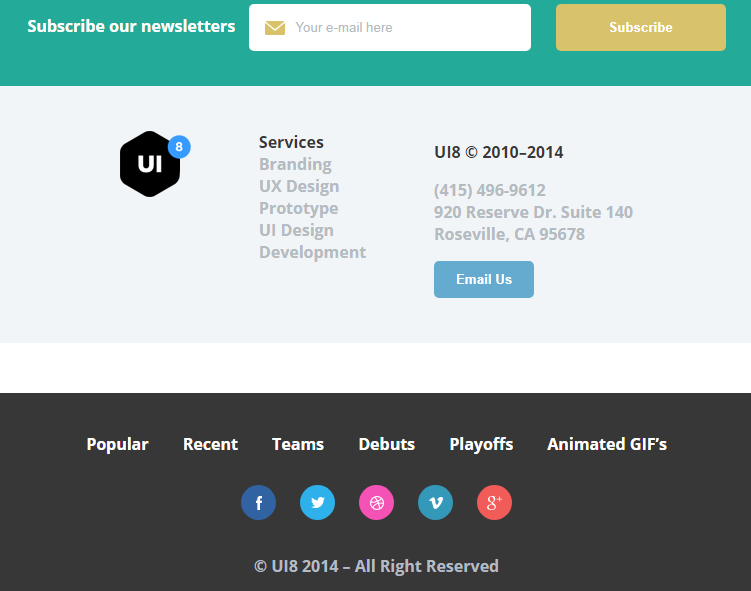 Subscribe our newsletters
Your e-mail here
Subscribe
UI
8
Services
Branding
UX Design
Prototype
UI Design
Development
UI8 © 2010–2014
(415) 496-9612
920 Reserve Dr. Suite 140
Roseville, CA 95678
Email Us
Popular Recent Teams Debuts Playoffs Animated GIF’s
© UI8 2014 – All Right Reserved